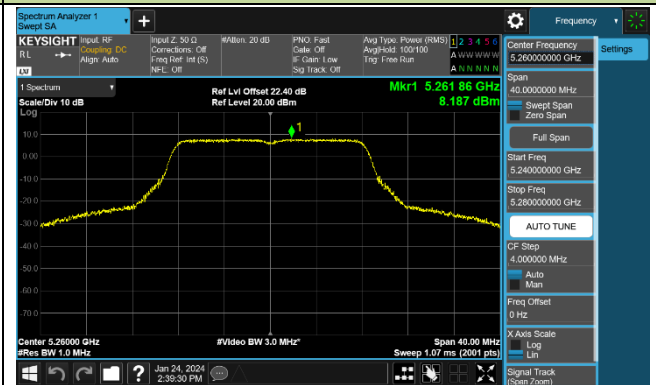 Spectrum Analyzer 1
Swept SA
+
Frequency
KEYSIGHT
RL
Input: RF
Coupling: DC
Align: Auto
Input Z: 50 Ω
Corrections: Off
Freq Ref: Int (S)
NFE: Off
#Atten: 20 dB
PNO: Fast
Gate: Off
IF Gain: Low
Sig Track: Off
Avg Type: Power (RMS)
Avg|Hold: 100/100
Trig: Free Run
1 2 3 4 5 6
A W W W W W
A N N N N N
LXI
1 Spectrum
Scale/Div 10 dB
Log
Ref Lvl Offset 22.40 dB
Ref Level 20.00 dBm
Mkr1 5.261 86 GHz
8.187 dBm
1
10.0
0.00
-10.0
-20.0
-30.0
-40.0
-50.0
-60.0
-70.0
Center 5.26000 GHz
#Res BW 1.0 MHz
#Video BW 3.0 MHz*
Span 40.00 MHz
Sweep 1.07 ms (2001 pts)
Jan 24, 2024
2:39:30 PM
Center Frequency
5.260000000 GHz
Settings
Span
40.0000000 MHz
Swept Span
Zero Span
Full Span
Start Freq
5.240000000 GHz
Stop Freq
5.280000000 GHz
AUTO TUNE
CF Step
4.000000 MHz
Auto
Man
Freq Offset
0 Hz
X Axis Scale
Log
Lin
Signal Track
(Span Zoom)